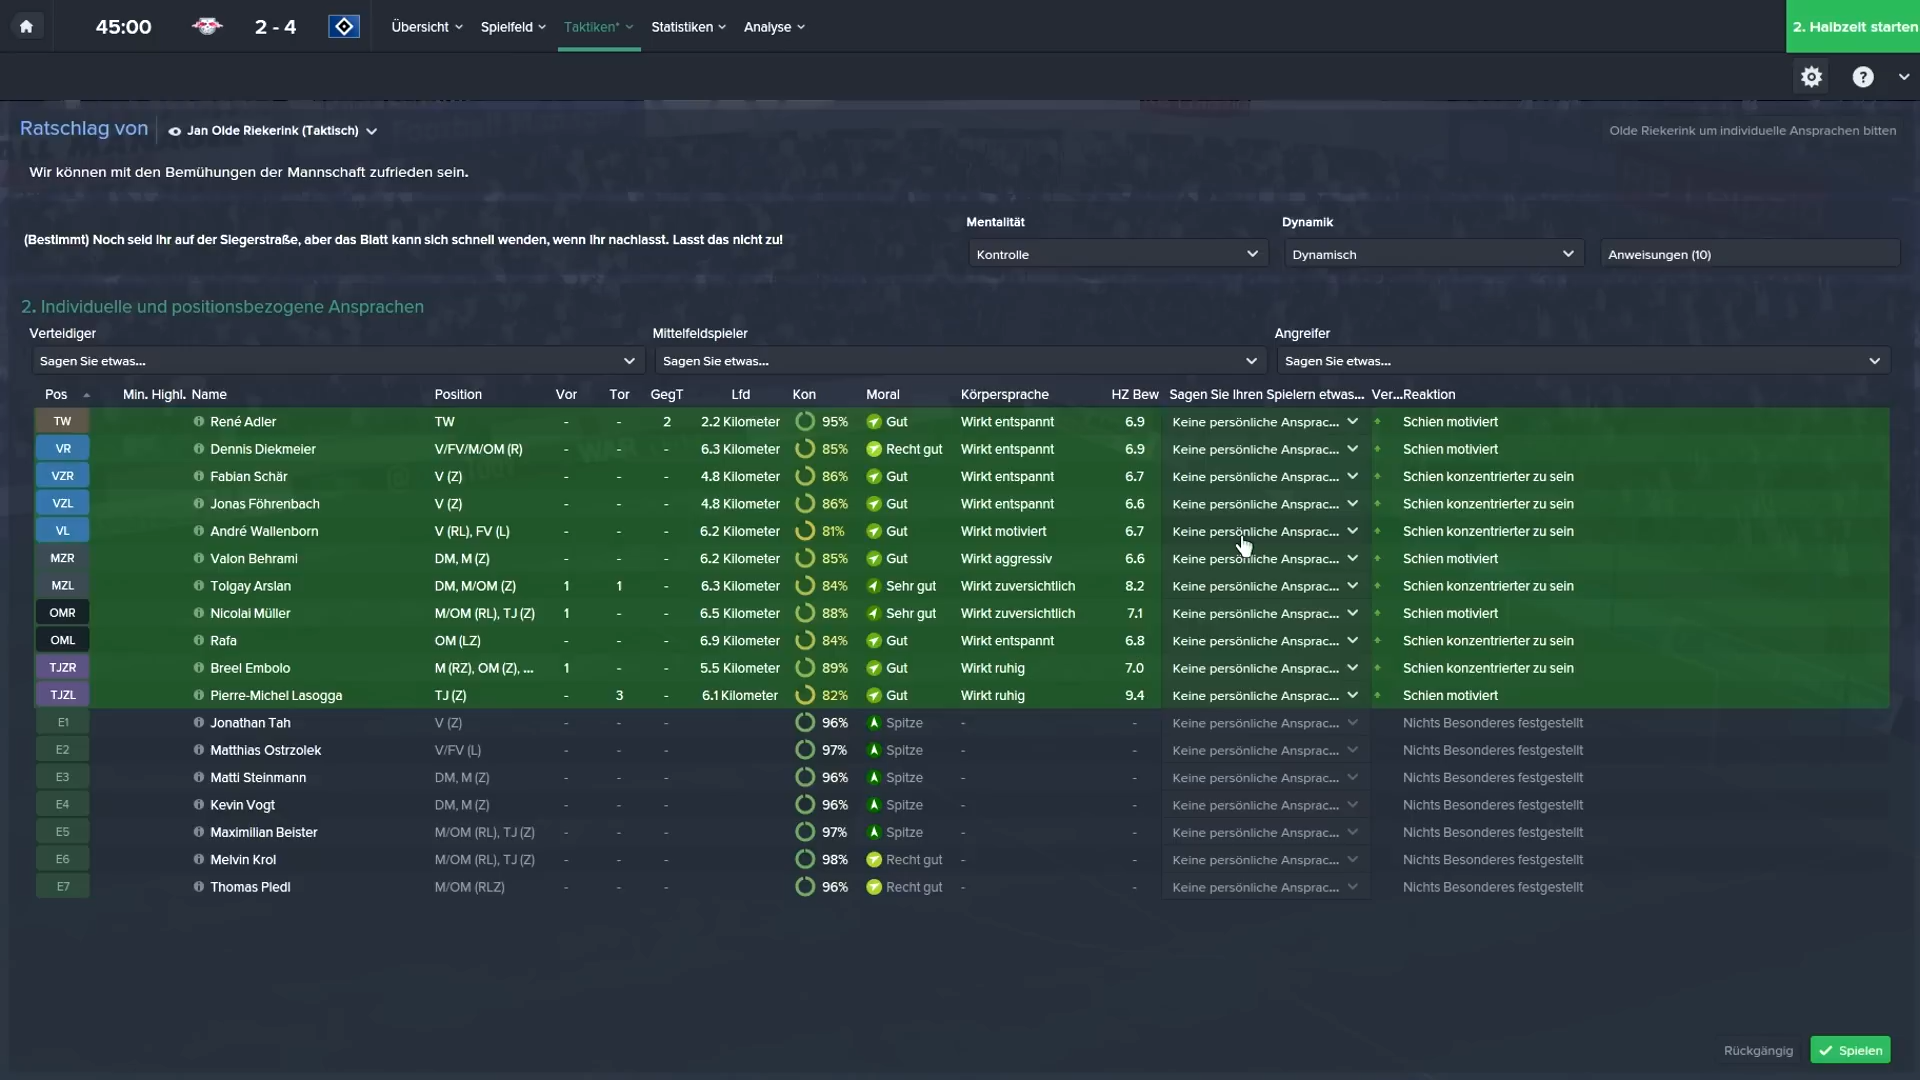 45:00 2 - 4 Übersicht Spielfeld Taktiken* Statistiken Analyse 2. Halbzeit starten
Ratschlag von Jan Olde Riekerink (Taktisch) Olde Riekerink um individuelle Ansprachen bitten
Wir können mit den Bemühungen der Mannschaft zufrieden sein.
Mentalität Dynamik
(Bestimmt) Noch seid Ihr auf der Siegerstraße, aber das Blatt kann sich schnell wenden, wenn Ihr nachlasst. Lasst das nicht zu!
Kontrolle Dynamisch Anweisungen (10)
2. Individuelle und positionsbezogene Ansprachen
Verteidiger Mittelfeldspieler Angreifer
Sagen Sie etwas... Sagen Sie etwas... Sagen Sie etwas...
Pos Min. Highl. Name Position Vor Tor GegT Lfd Kon Moral Körpersprache HZ Bew Sagen Sie Ihren Spielern etwas... Ver... Reaktion
TW René Adler TW - - 2 2.2 Kilometer 95% Gut Wirkt entspannt 6.9 Keine persönliche Ansprac... Schien motiviert
VR Dennis Diekmeier V/FV/M/OM (R) - - - 6.3 Kilometer 85% Recht gut Wirkt entspannt 6.9 Keine persönliche Ansprac... Schien motiviert
VZR Fabian Schär V (Z) - - - 4.8 Kilometer 86% Gut Wirkt entspannt 6.7 Keine persönliche Ansprac... Schien konzentrierter zu sein
VZL Jonas Föhrenbach V (Z) - - - 4.8 Kilometer 86% Gut Wirkt entspannt 6.6 Keine persönliche Ansprac... Schien konzentrierter zu sein
VL André Wallenborn V (RL), FV (L) - - - 6.2 Kilometer 81% Gut Wirkt motiviert 6.7 Keine persönliche Ansprac... Schien konzentrierter zu sein
MZR Valon Behrami DM, M (Z) - - - 6.2 Kilometer 85% Gut Wirkt aggressiv 6.6 Keine persönliche Ansprac... Schien motiviert
MZL Tolgay Arslan DM, M/OM (Z) 1 1 - 6.3 Kilometer 84% Sehr gut Wirkt zuversichtlich 8.2 Keine persönliche Ansprac... Schien konzentrierter zu sein
OMR Nicolai Müller M/OM (RL), TJ (Z) 1 - - 6.5 Kilometer 88% Sehr gut Wirkt zuversichtlich 7.1 Keine persönliche Ansprac... Schien motiviert
OML Rafa OM (LZ) - - - 6.9 Kilometer 84% Gut Wirkt entspannt 6.8 Keine persönliche Ansprac... Schien konzentrierter zu sein
TJZR Breel Embolo M (RZ), OM (Z), ... 1 - - 5.5 Kilometer 89% Gut Wirkt ruhig 7.0 Keine persönliche Ansprac... Schien konzentrierter zu sein
TJZL Pierre-Michel Lasogga TJ (Z) - 3 - 6.1 Kilometer 82% Gut Wirkt ruhig 9.4 Keine persönliche Ansprac... Schien motiviert
E1 Jonathan Tah V (Z) - - - 96% Spitze - - Keine persönliche Ansprac... Nichts Besonderes festgestellt
E2 Matthias Ostrzolek V/FV (L) - - - 97% Spitze - - Keine persönliche Ansprac... Nichts Besonderes festgestellt
E3 Matti Steinmann DM, M (Z) - - - 96% Spitze - - Keine persönliche Ansprac... Nichts Besonderes festgestellt
E4 Kevin Vogt DM, M (Z) - - - 96% Spitze - - Keine persönliche Ansprac... Nichts Besonderes festgestellt
E5 Maximilian Beister M/OM (RL), TJ (Z) - - - 97% Spitze - - Keine persönliche Ansprac... Nichts Besonderes festgestellt
E6 Melvin Krol M/OM (RL), TJ (Z) - - - 98% Recht gut - - Keine persönliche Ansprac... Nichts Besonderes festgestellt
E7 Thomas Pledl M/OM (RLZ) - - - 96% Recht gut - - Keine persönliche Ansprac... Nichts Besonderes festgestellt
Rückgängig Spielen